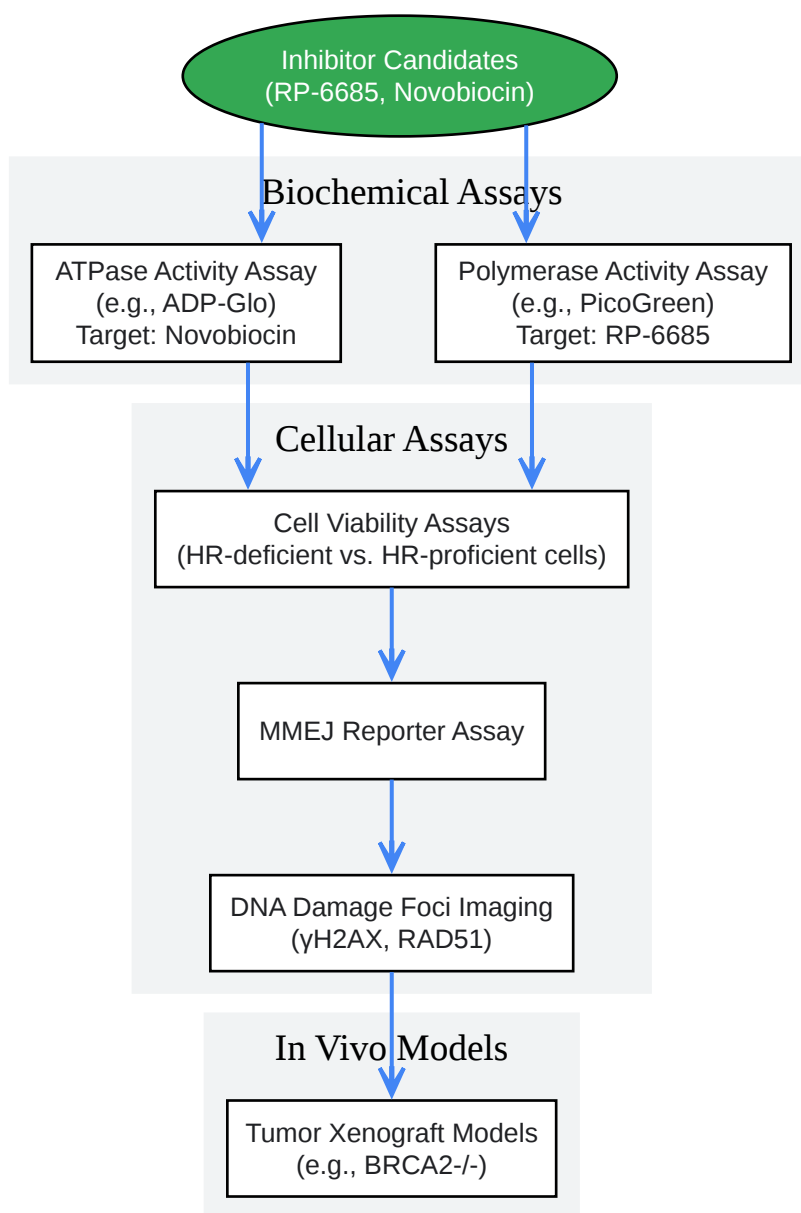 Inhibitor Candidates
(RP-6685, Novobiocin)
Biochemical Assays
ATPase Activity Assay
(e.g., ADP-Glo)
Target: Novobiocin
Polymerase Activity Assay
(e.g., PicoGreen)
Target: RP-6685
Cellular Assays
Cell Viability Assays
(HR-deficient vs. HR-proficient cells)
MMEJ Reporter Assay
DNA Damage Foci Imaging
(γH2AX, RAD51)
In Vivo Models
Tumor Xenograft Models
(e.g., BRCA2-/-)